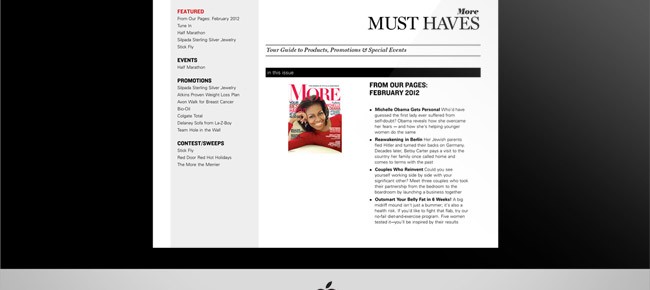 FEATURED
From Our Pages: February 2012
Tune In
Half Marathon
Silpada Sterling Silver Jewelry
Stick Fly
EVENTS
Half Marathon
PROMOTIONS
Silpada Sterling Silver Jewelry
Atkins Proven Weight Loss Plan
Avon Walk for Breast Cancer
Bio-Oil
Colgate Total
Delaney Sofa from La-Z-Boy
Team Hole in the Wall
CONTEST/SWEEPS
Stick Fly
Red Door Red Hot Holidays
The More the Merrier
More
MUST HAVES
Your Guide to Products, Promotions & Special Events
in this issue
MORE
FROM OUR PAGES:
FEBRUARY 2012
Michelle Obama Gets Personal Who'd have
guessed the first lady ever suffered from
self-doubt? Obama reveals how she overcame
her fears — and how she's helping younger
women do the same
Reawakening in Berlin Her Jewish parents
fled Hitler and turned their backs on Germany.
Decades later, Betsy Carter pays a visit to the
country her family once called home and
comes to terms with the past
Couples Who Reinvent Could you see
yourself working side by side with your
significant other? Meet three couples who took
their partnership from the bedroom to the
boardroom by launching a business together
Outsmart Your Belly Fat in 6 Weeks! A big
midriff mound isn't just a bummer, it's also a
health risk. If you'd like to fight that flab, try our
no-fail diet-and-exercise program. Five women
tested it—you'll be inspired by their results